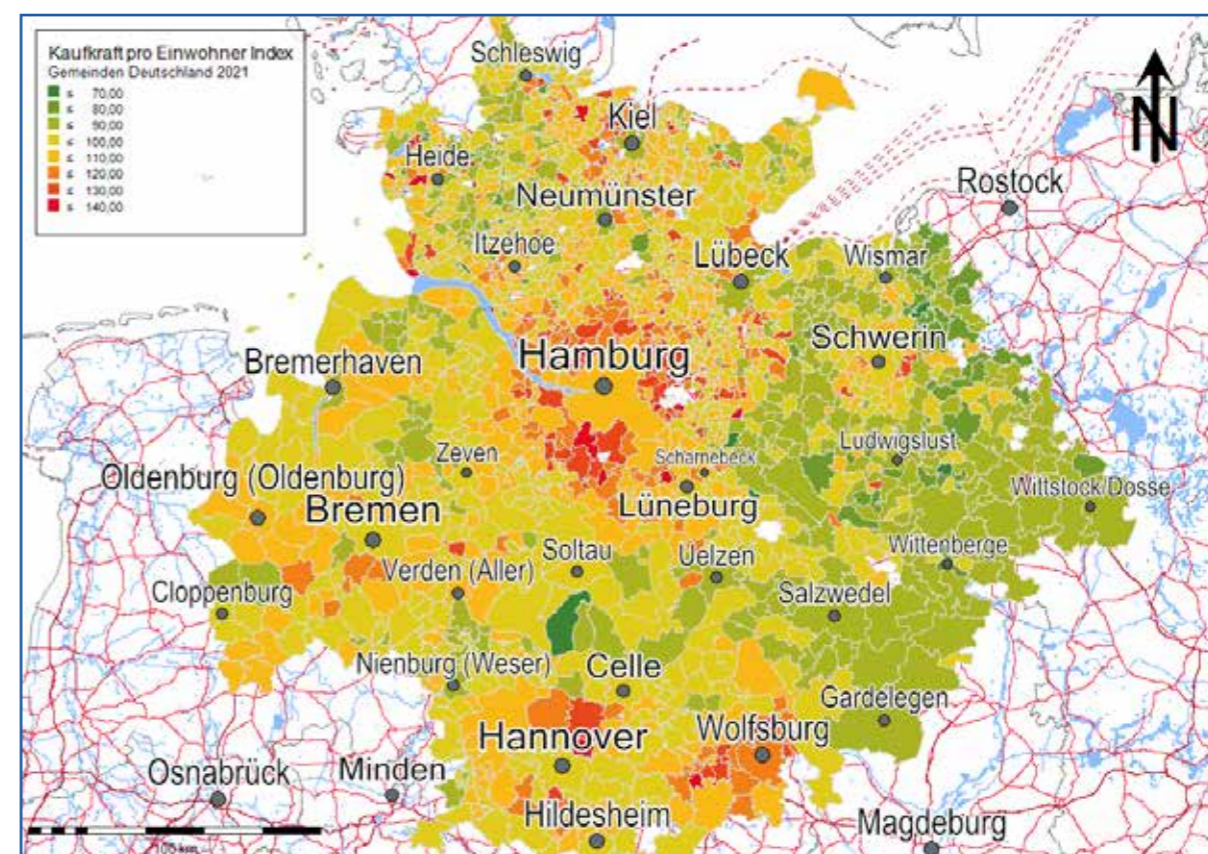 Kaufkraft pro Einwohner Index
Gemeinden Deutschland 2021
≤ 70,00
≤ 80,00
≤ 90,00
≤ 100,00
≤ 110,00
≤ 120,00
≤ 130,00
≤ 140,00
N
Schleswig
Kiel
Heide
Rostock
Neumünster
Itzehoe
Lübeck
Wismar
Schwerin
Hamburg
Bremerhaven
Ludwigslust
Zeven
Scharnebeck
Oldenburg (Oldenburg)
Wittstock/Dosse
Lüneburg
Bremen
Soltau
Uelzen
Wittenberge
Verden (Aller)
Cloppenburg
Salzwedel
Nienburg (Weser)
Celle
Gardelegen
Wolfsburg
Hannover
Osnabrück
Minden
Hildesheim
Magdeburg
100 km